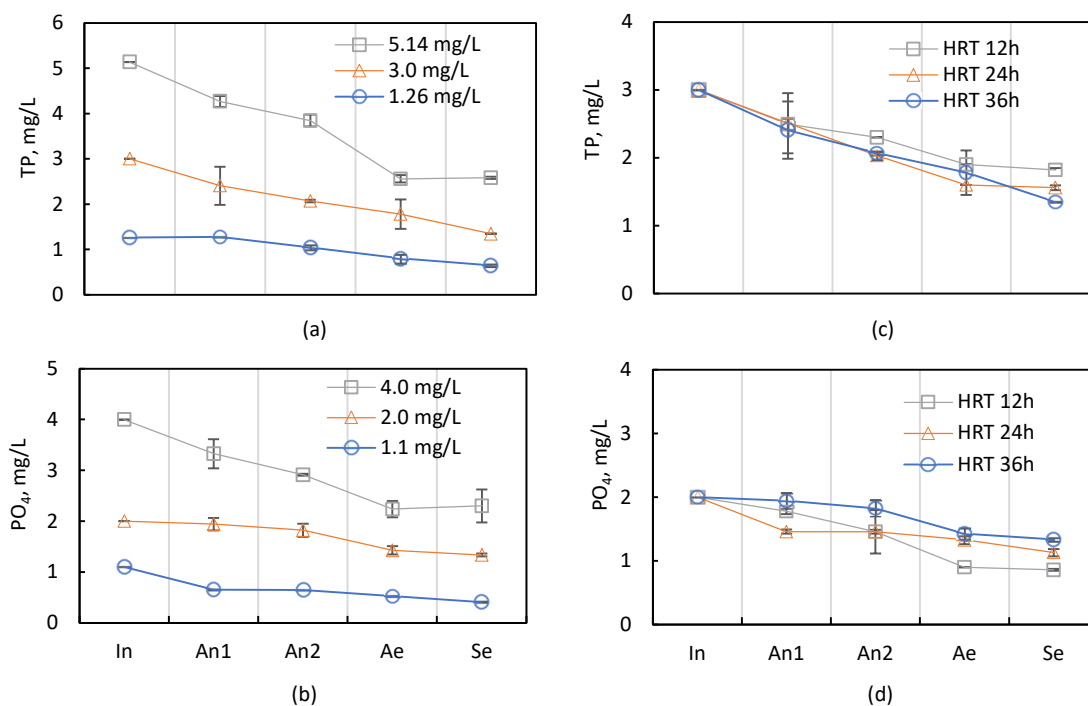 6
5
4
3
2
1
0
TP, mg/L
5.14 mg/L
3.0 mg/L
1.26 mg/L
(a)
4
3
2
1
0
TP, mg/L
HRT 12h
HRT 24h
HRT 36h
(c)
5
4
3
2
1
0
PO₄, mg/L
4.0 mg/L
2.0 mg/L
1.1 mg/L
In An1 An2 Ae Se
(b)
4
3
2
1
0
PO₄, mg/L
HRT 12h
HRT 24h
HRT 36h
In An1 An2 Ae Se
(d)